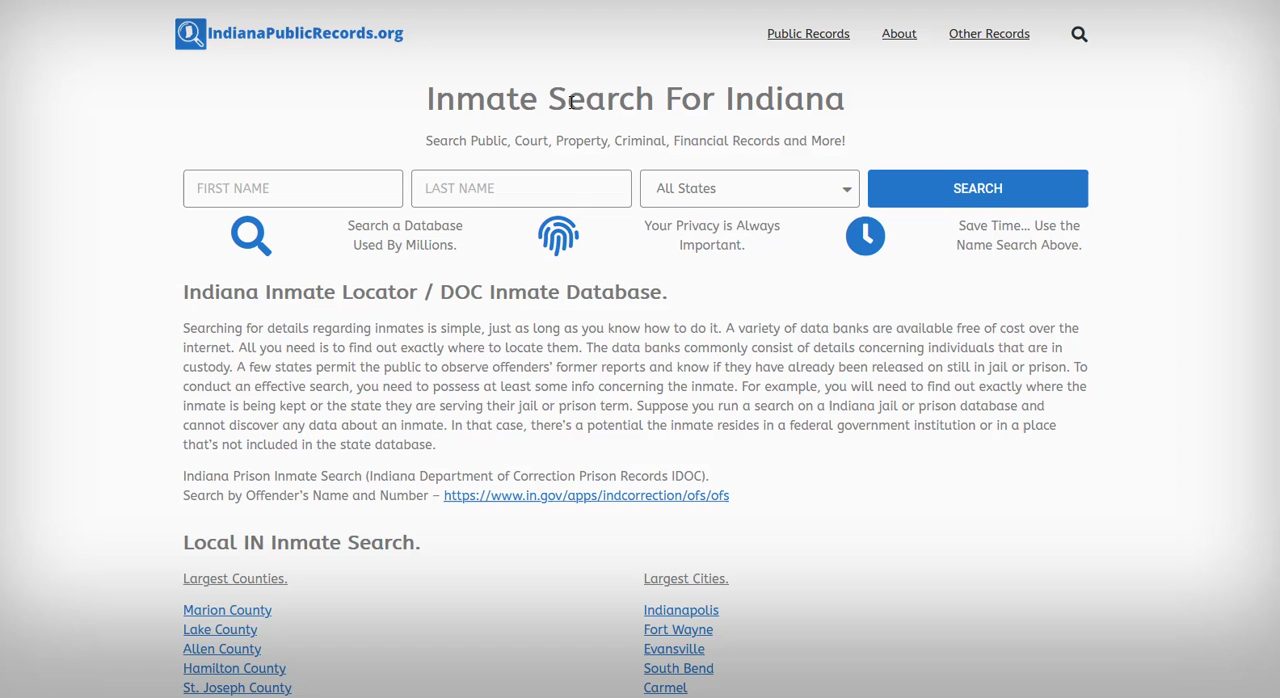 IndianaPublicRecords.org
Public Records
About
Other Records
Inmate Search For Indiana
Search Public, Court, Property, Criminal, Financial Records and More!
FIRST NAME
LAST NAME
All States
SEARCH
Search a Database
Used By Millions.
Your Privacy is Always
Important.
Save Time... Use the
Name Search Above.
Indiana Inmate Locator / DOC Inmate Database.
Searching for details regarding inmates is simple, just as long as you know how to do it. A variety of data banks are available free of cost over the
internet. All you need is to find out exactly where to locate them. The data banks commonly consist of details concerning individuals that are in
custody. A few states permit the public to observe offenders' former reports and know if they have already been released on still in jail or prison. To
conduct an effective search, you need to possess at least some info concerning the inmate. For example, you will need to find out exactly where the
inmate is being kept or the state they are serving their jail or prison term. Suppose you run a search on a Indiana jail or prison database and
cannot discover any data about an inmate. In that case, there's a potential the inmate resides in a federal government institution or in a place
that's not included in the state database.
Indiana Prison Inmate Search (Indiana Department of Correction Prison Records IDOC).
Search by Offender's Name and Number – https://www.in.gov/apps/indcorrection/ofs/ofs
Local IN Inmate Search.
Largest Counties.
Marion County
Lake County
Allen County
Hamilton County
St. Joseph County
Largest Cities.
Indianapolis
Fort Wayne
Evansville
South Bend
Carmel